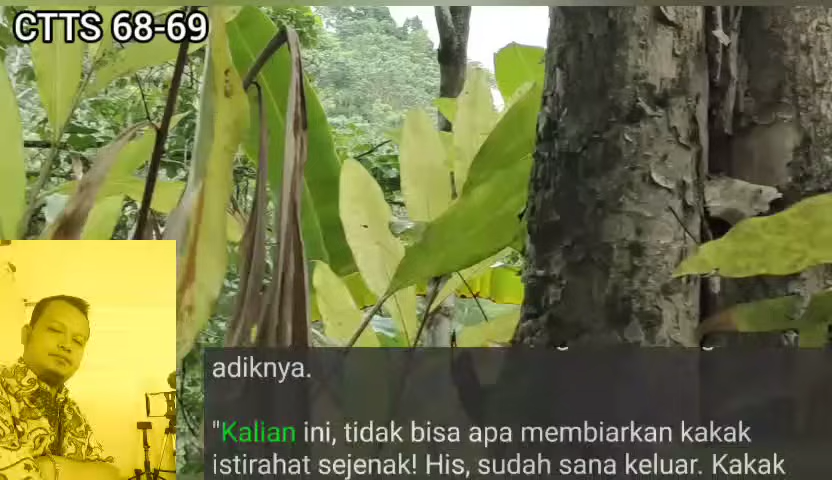 CTTS 68-69
adiknya.
"Kalian ini, tidak bisa apa membiarkan kakak
istirahat sejenak! His, sudah sana keluar. Kakak